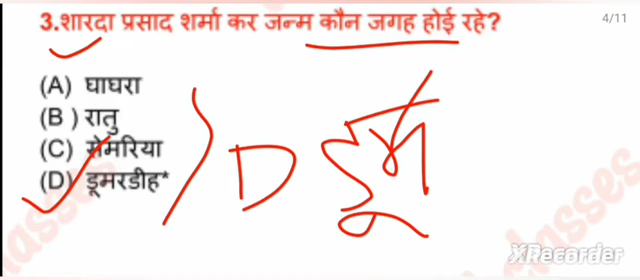 3.शारदा प्रसाद शर्मा कर जन्म कौन जगह होई रहे?
4/11
(A) घाघरा
(B ) रातु
(C) सेमरिया
(D) डूमरडीह*
D
XRecorder